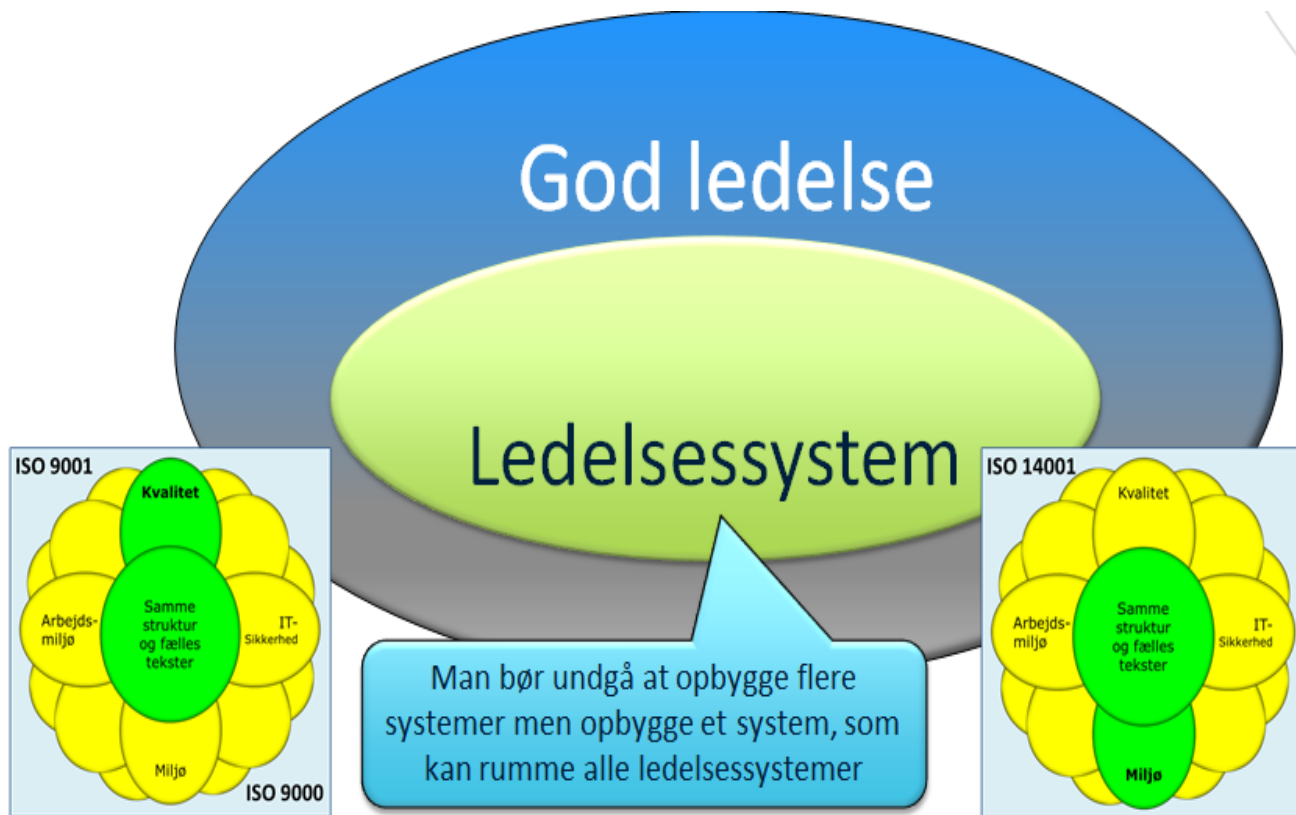 God ledelse
Ledelsessystem
ISO 9001
Kvalitet
Arbejds-
miljø
Samme
struktur
og fælles
tekster
IT-
Sikkerhed
Miljø
ISO 9000
Man bør undgå at opbygge flere
systemer men opbygge et system, som
kan rumme alle ledelsessystemer
ISO 14001
Kvalitet
Arbejds-
miljø
Samme
struktur
og fælles
tekster
IT-
Sikkerhed
Miljø